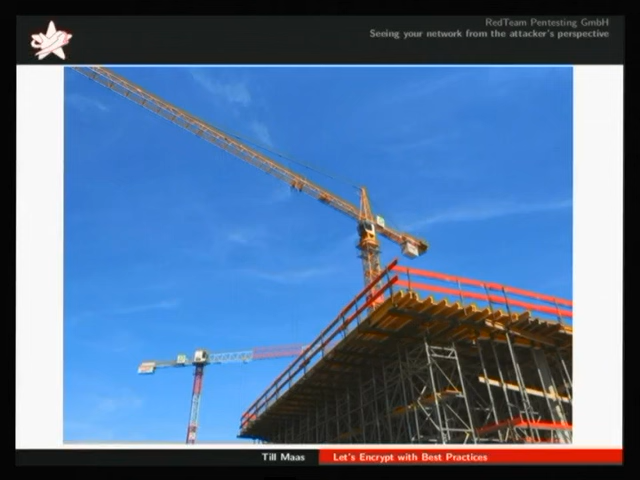 RedTeam Pentesting GmbH
Seeing your network from the attacker's perspective
Till Maas
Let's Encrypt with Best Practices